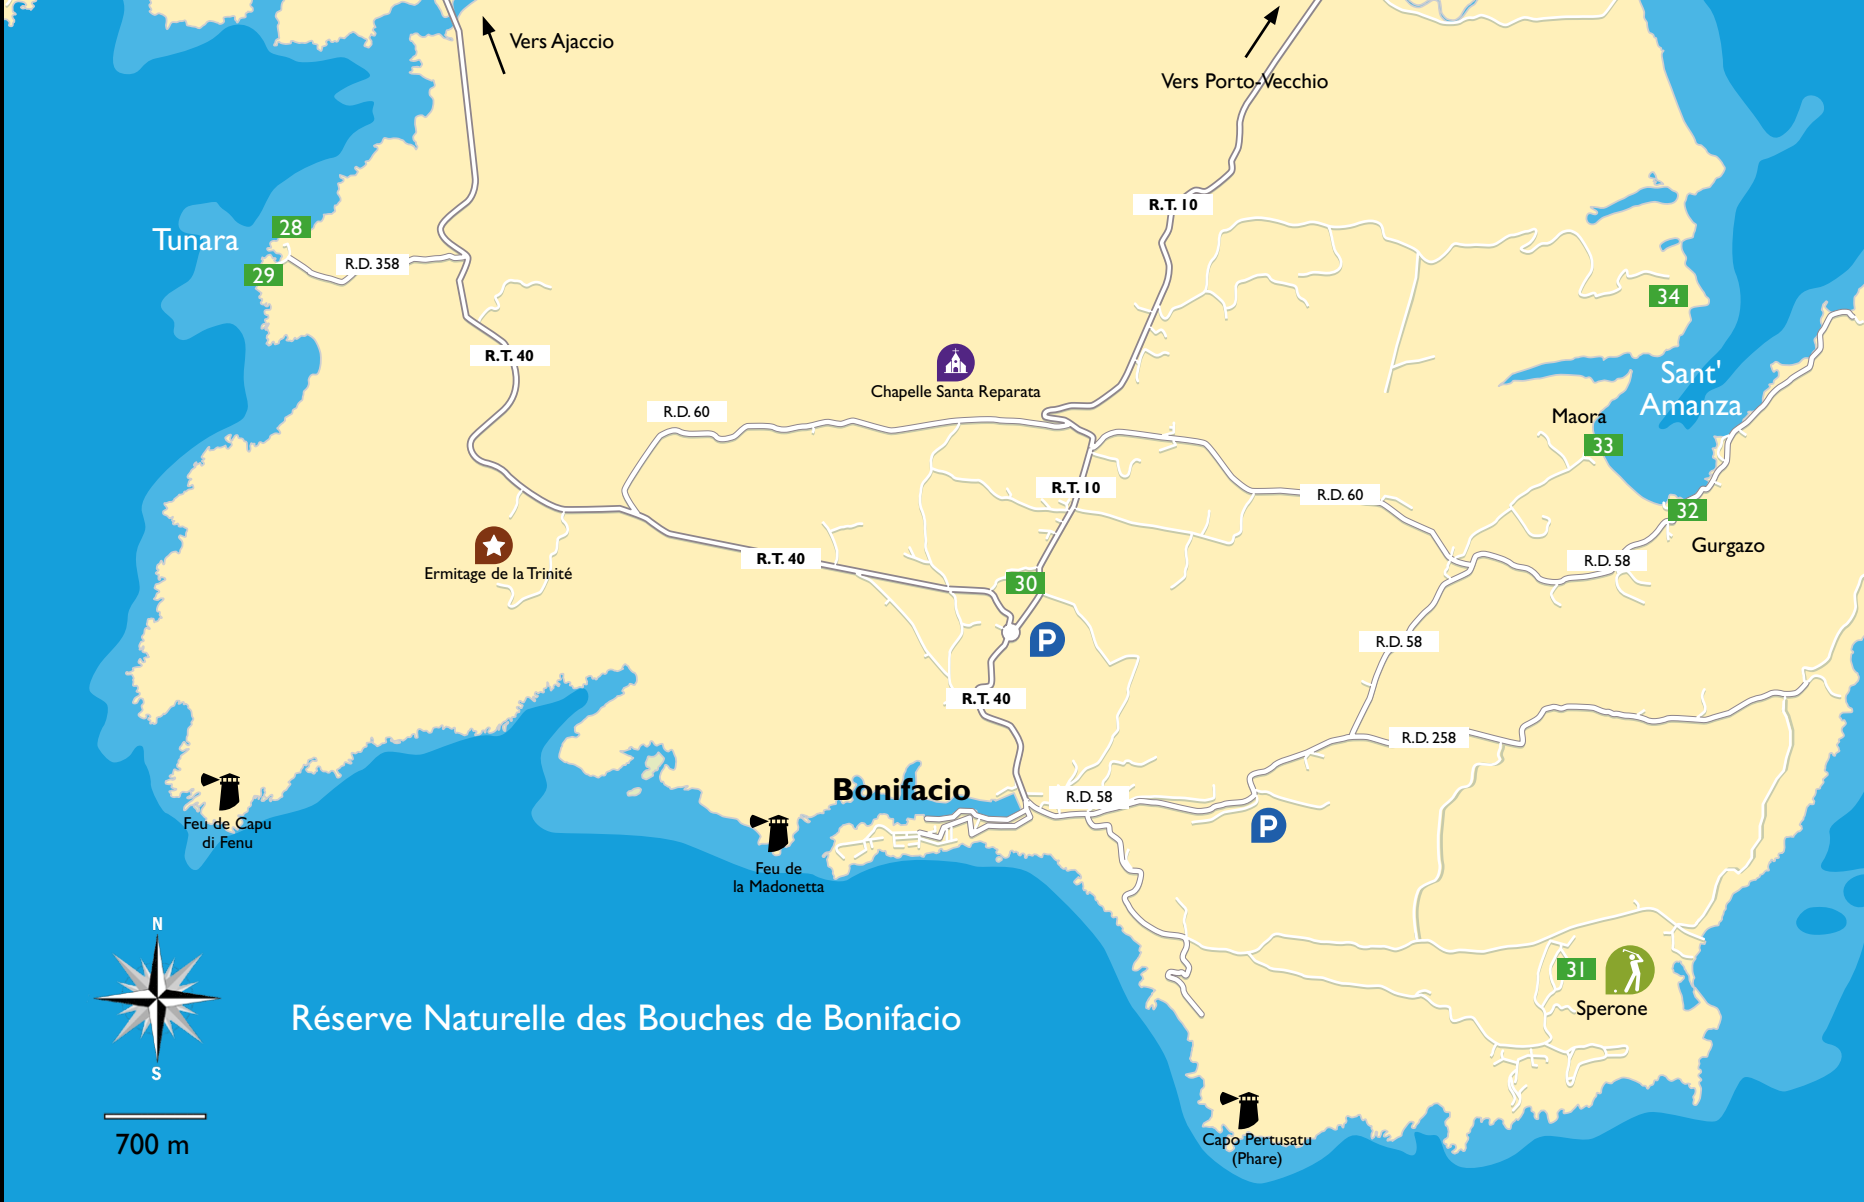 Vers Ajaccio
Vers Porto-Vecchio
R.T. 10
28
Tunara
R.D. 358
29
34
R.T. 40
Chapelle Santa Reparata
Sant'
Amanza
R.D. 60
Maora
33
R.T. 10
R.D. 60
32
Gurgazo
Ermitage de la Trinité
R.T. 40
R.D. 58
30
P
R.D. 58
R.T. 40
R.D. 258
Bonifacio
R.D. 58
P
Feu de Capu
di Fenu
Feu de
la Madonetta
N
S
700 m
Réserve Naturelle des Bouches de Bonifacio
31
Sperone
Capo Pertusatu
(Phare)